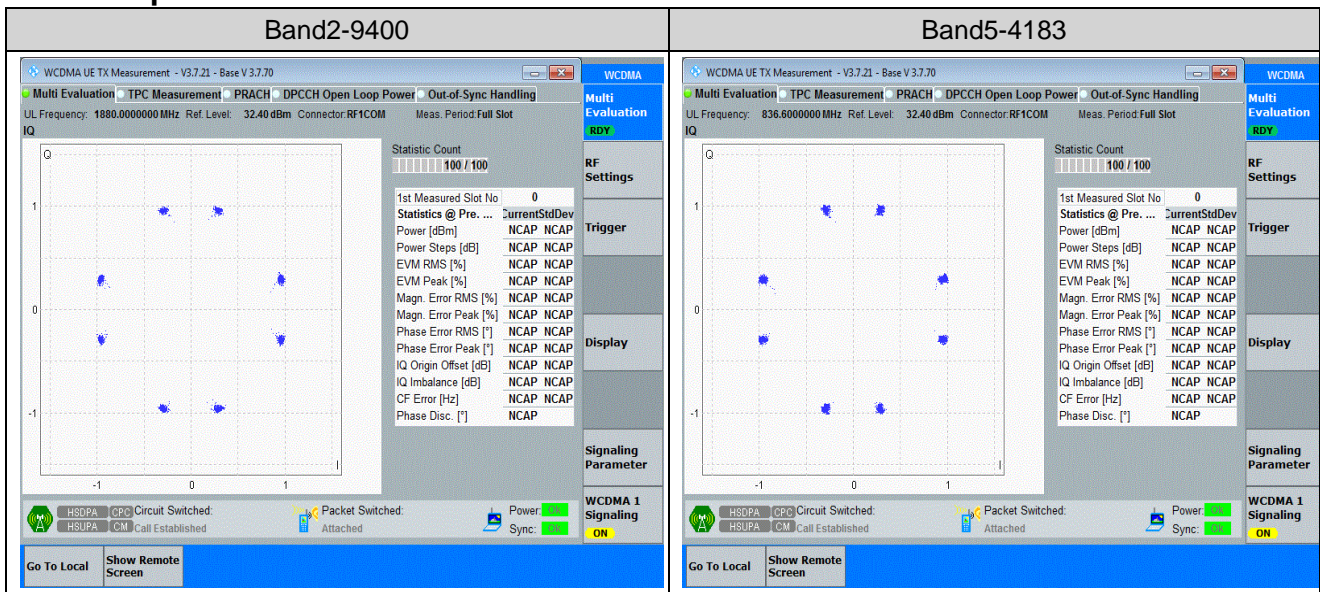 Band2-9400
Band5-4183
WCDMA UE TX Measurement - V3.7.21 - Base V 3.7.70
WCDMA
Multi Evaluation TPC Measurement PRACH DPCCH Open Loop Power Out-of-Sync Handling
Multi Evaluation
RDY
UL Frequency: 1880.0000000 MHz Ref. Level: 32.40 dBm Connector:RF1COM Meas. Period:Full Slot
IQ
Q
1
0
-1
-1 0 1
I
Statistic Count
100 / 100
1st Measured Slot No 0
Statistics @ Pre. ... CurrentStdDev
Power [dBm] NCAP NCAP
Power Steps [dB] NCAP NCAP
EVM RMS [%] NCAP NCAP
EVM Peak [%] NCAP NCAP
Magn. Error RMS [%] NCAP NCAP
Magn. Error Peak [%] NCAP NCAP
Phase Error RMS [°] NCAP NCAP
Phase Error Peak [°] NCAP NCAP
IQ Origin Offset [dB] NCAP NCAP
IQ Imbalance [dB] NCAP NCAP
CF Error [Hz] NCAP NCAP
Phase Disc. [°] NCAP
RF
Settings
Trigger
Display
Signaling
Parameter
WCDMA 1
Signaling
ON
HSDPA CPC Circuit Switched: Packet Switched: Power: Ok
HSUPA CM Call Established Attached Sync: Ok
Go To Local
Show Remote
Screen
WCDMA UE TX Measurement - V3.7.21 - Base V 3.7.70
WCDMA
Multi Evaluation TPC Measurement PRACH DPCCH Open Loop Power Out-of-Sync Handling
Multi Evaluation
RDY
UL Frequency: 836.6000000 MHz Ref. Level: 32.40 dBm Connector:RF1COM Meas. Period:Full Slot
IQ
Q
1
0
-1
-1 0 1
I
Statistic Count
100 / 100
1st Measured Slot No 0
Statistics @ Pre. ... CurrentStdDev
Power [dBm] NCAP NCAP
Power Steps [dB] NCAP NCAP
EVM RMS [%] NCAP NCAP
EVM Peak [%] NCAP NCAP
Magn. Error RMS [%] NCAP NCAP
Magn. Error Peak [%] NCAP NCAP
Phase Error RMS [°] NCAP NCAP
Phase Error Peak [°] NCAP NCAP
IQ Origin Offset [dB] NCAP NCAP
IQ Imbalance [dB] NCAP NCAP
CF Error [Hz] NCAP NCAP
Phase Disc. [°] NCAP
RF
Settings
Trigger
Display
Signaling
Parameter
WCDMA 1
Signaling
ON
HSDPA CPC Circuit Switched: Packet Switched: Power: Ok
HSUPA CM Call Established Attached Sync: Ok
Go To Local
Show Remote
Screen